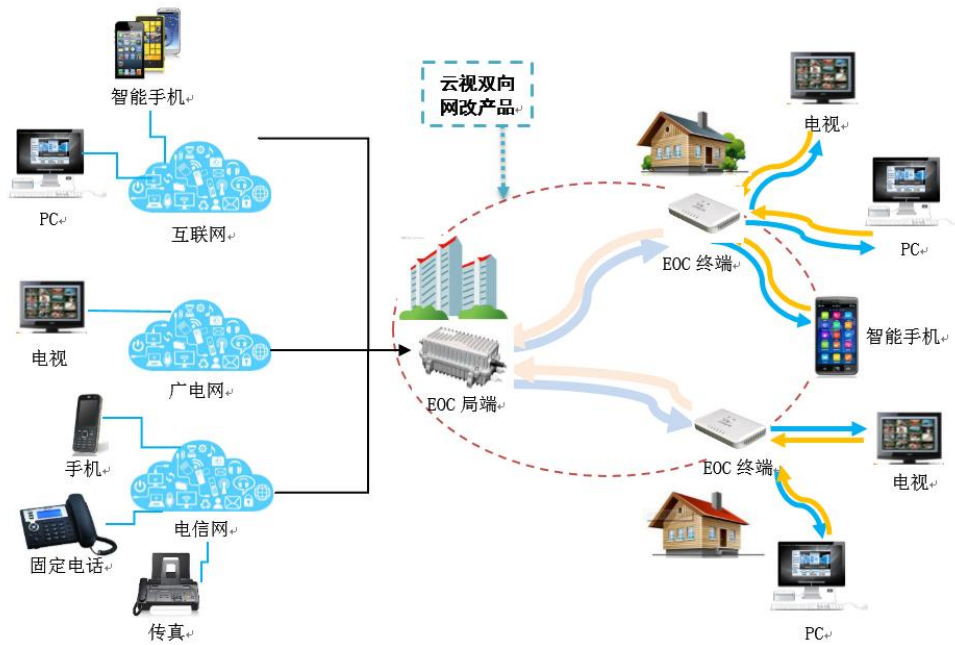 智能手机
PC
互联网
电视
广电网
手机
电信网
固定电话
传真
云视双向
网改产品
EOC 局端
EOC 终端
电视
PC
智能手机
EOC 终端
电视
PC